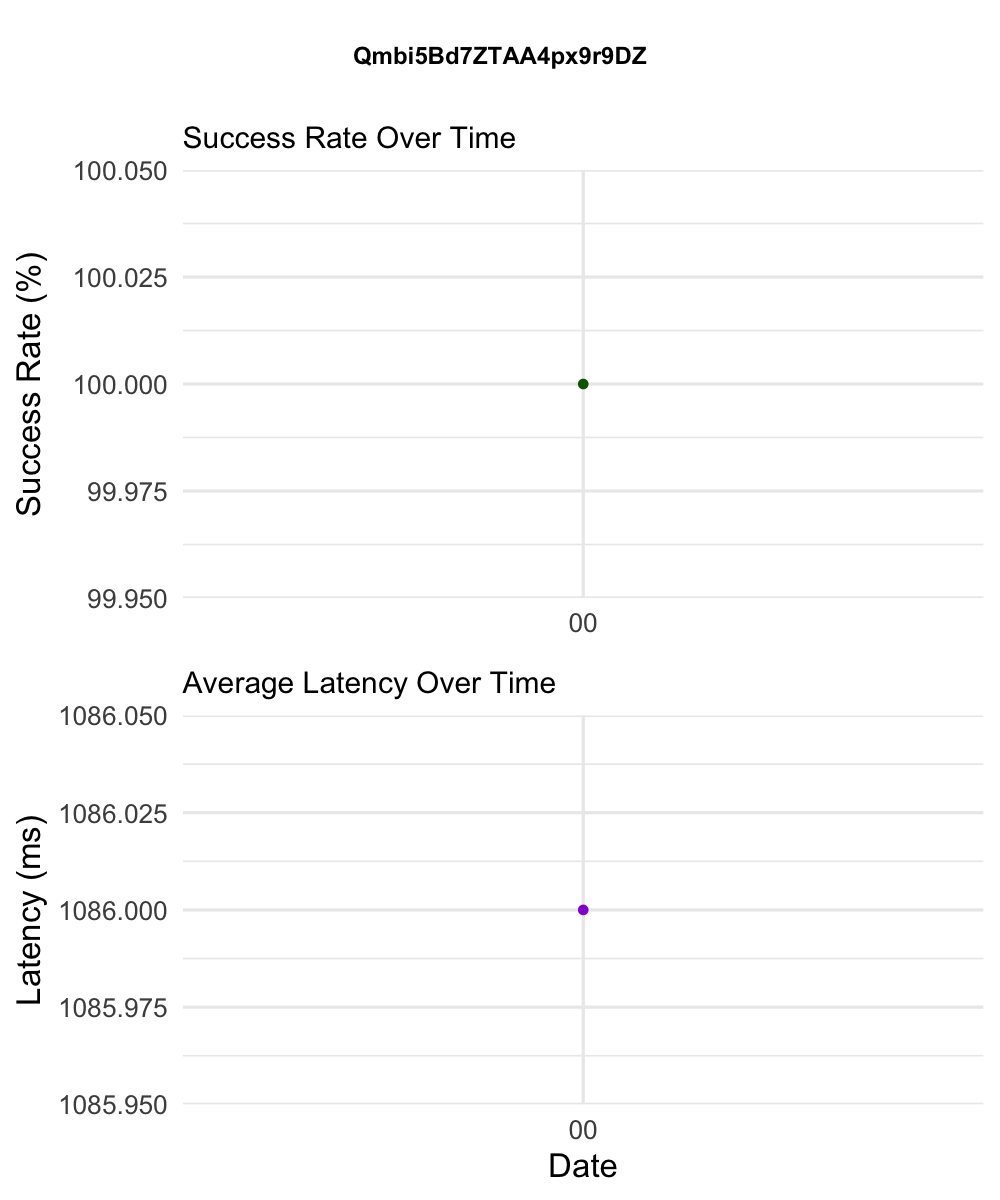 Qmbi5Bd7ZTAA4px9r9DZ
Success Rate Over Time
Success Rate (%)
100.050
100.025
100.000
99.975
99.950
00
Average Latency Over Time
Latency (ms)
1086.050
1086.025
1086.000
1085.975
1085.950
00
Date